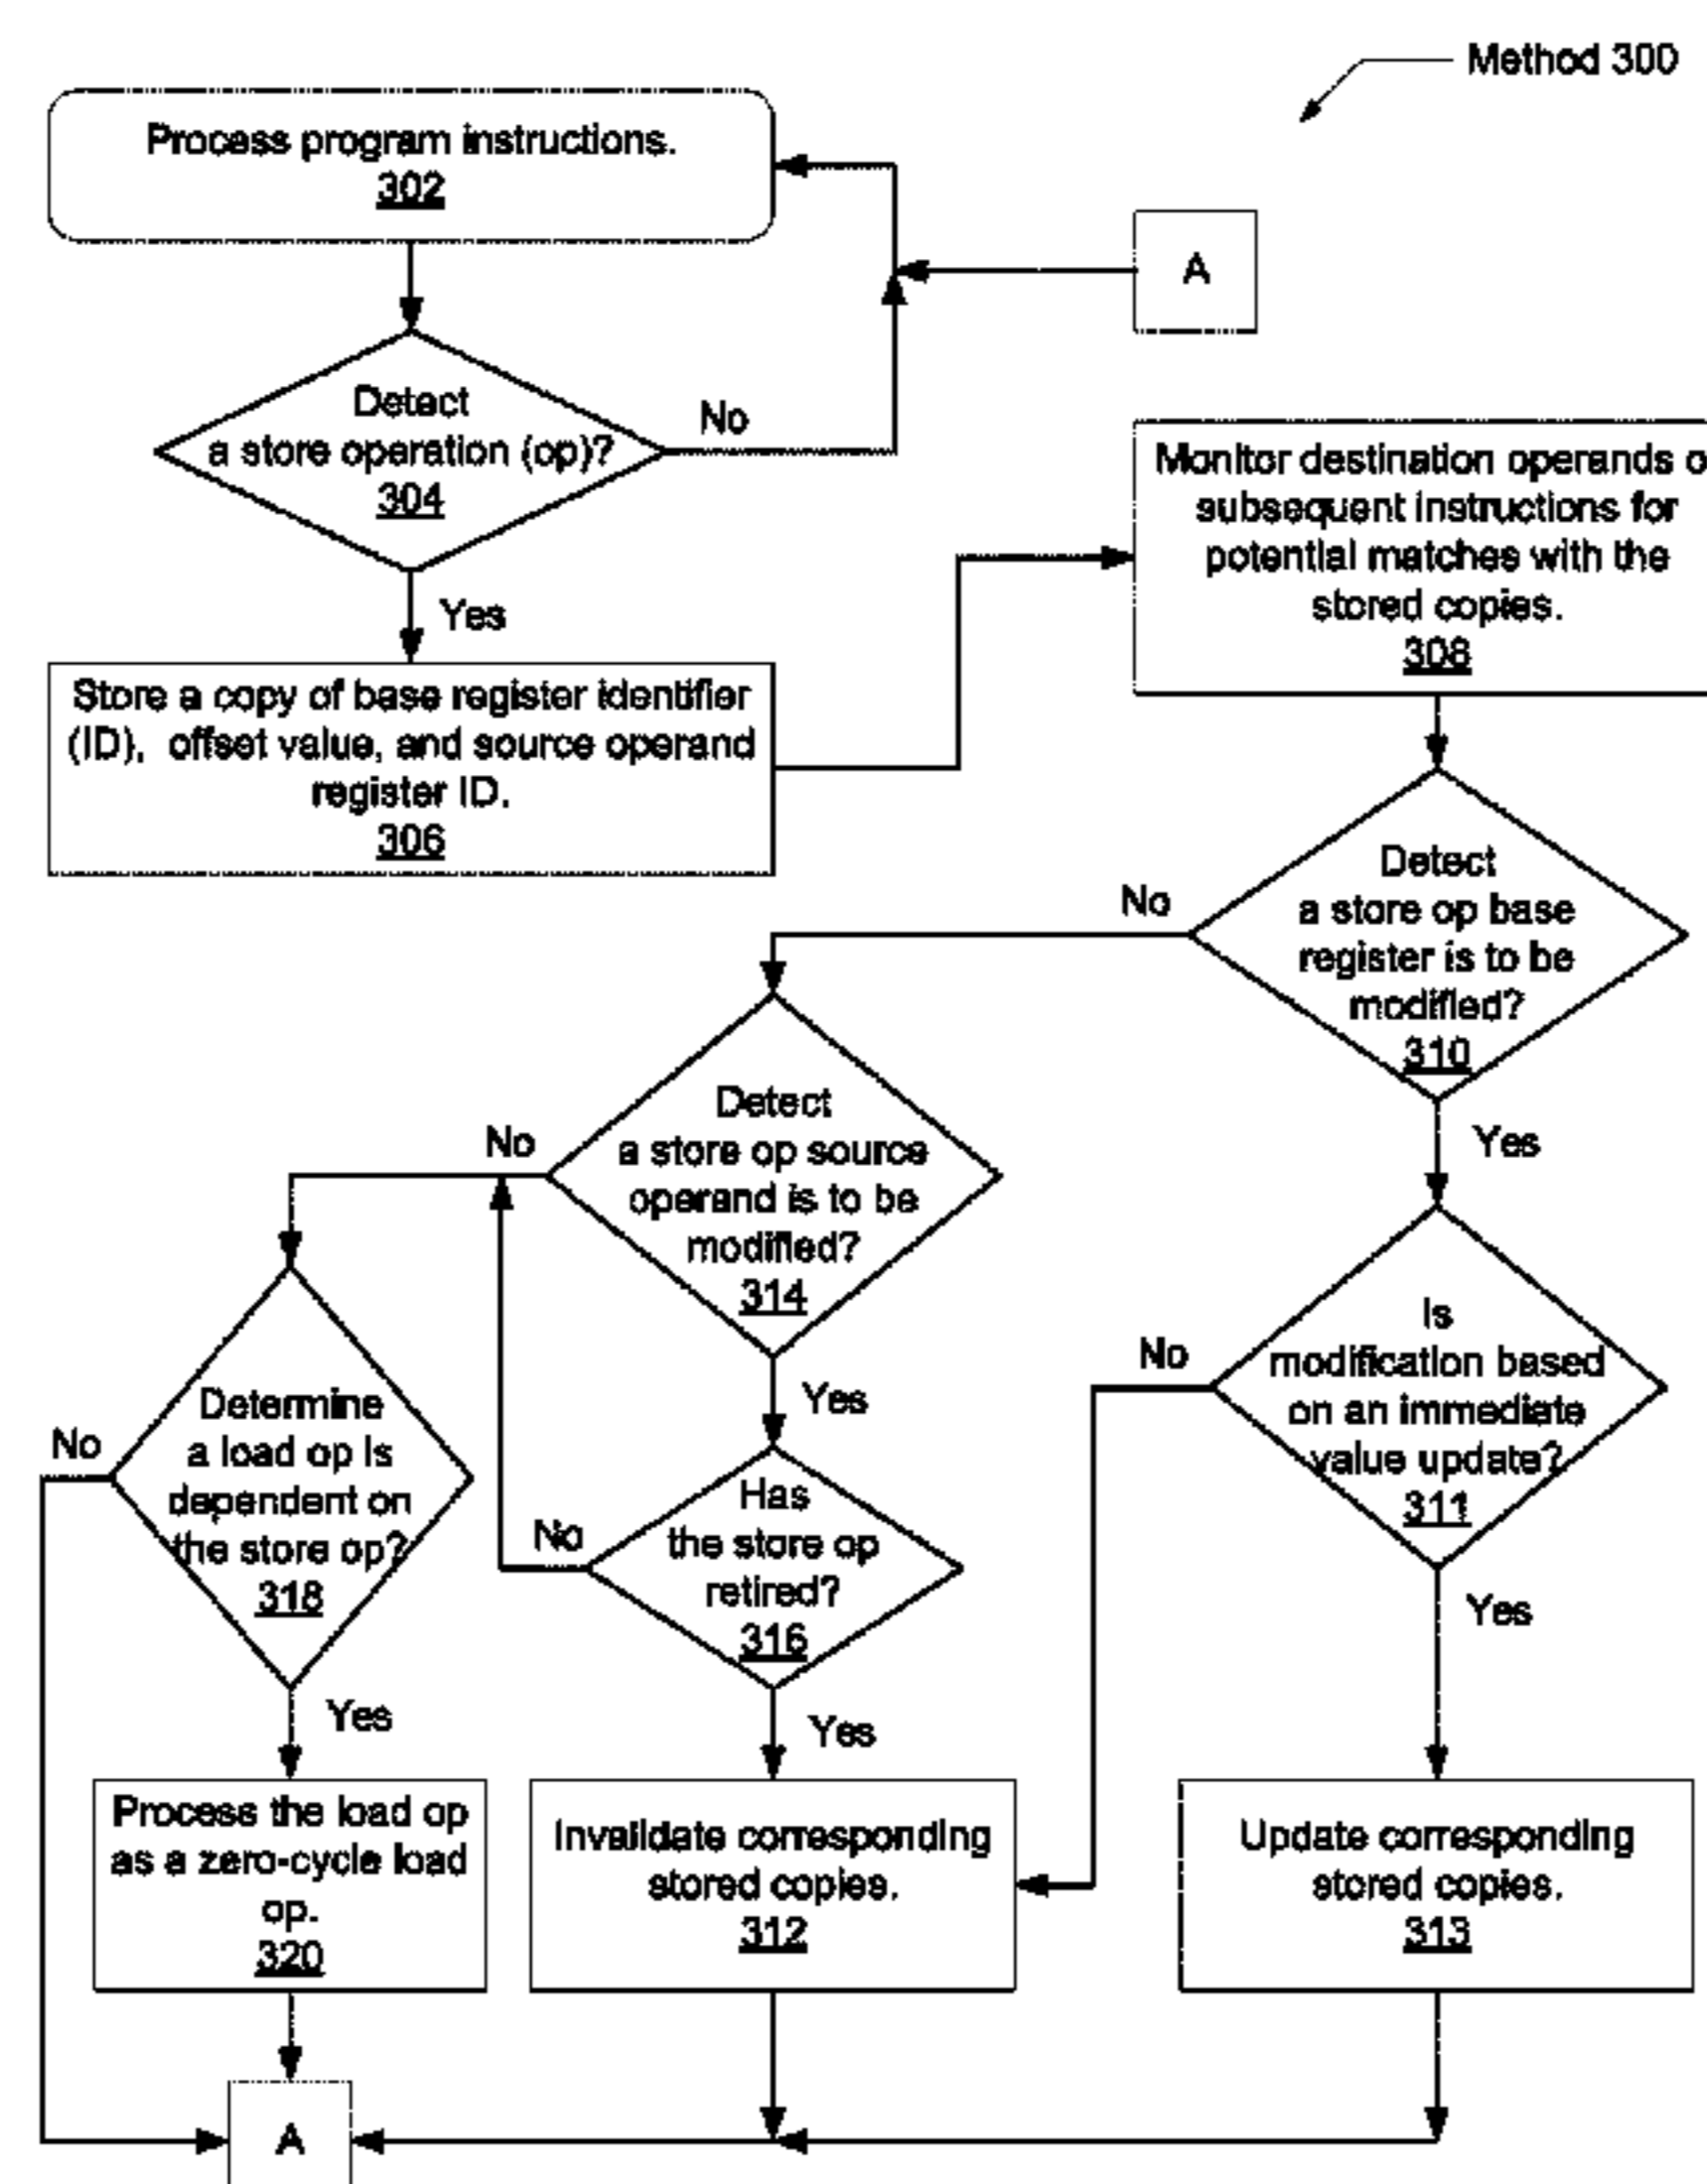 Method 300
Process program instructions.
302
A
Detect
a store operation (op)?
304
No
Yes
Store a copy of base register identifier
(ID), offset value, and source operand
register ID.
306
Monitor destination operands o
subsequent instructions for
potential matches with the
stored copies.
308
Detect
a store op base
register is to be
modified?
310
No
Yes
Detect
a store op source
operand is to be
modified?
314
No
Yes
Is
modification based
on an immediate
value update?
311
No
Yes
Determine
a load op is
dependent on
the store op?
318
No
Yes
Has
the store op
retired?
316
No
Yes
Process the load op
as a zero-cycle load
op.
320
Invalidate corresponding
stored copies.
312
Update corresponding
stored copies.
313
A